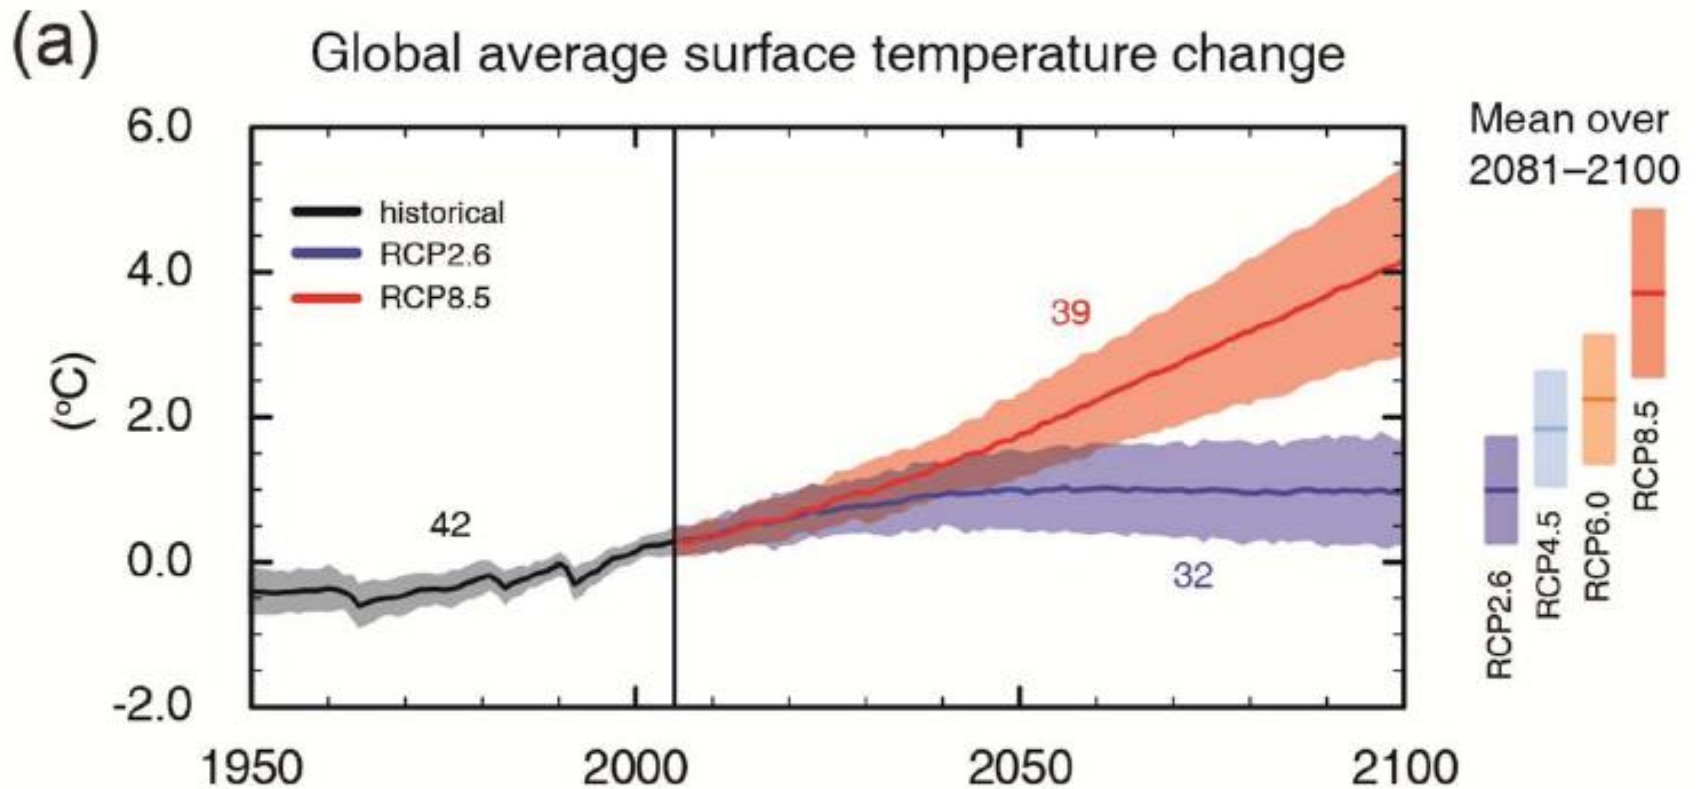 (a)
Global average surface temperature change
6.0
4.0
2.0
0.0
-2.0
(°C)
historical
RCP2.6
RCP8.5
42
39
32
1950
2000
2050
2100
Mean over
2081–2100
RCP2.6
RCP4.5
RCP6.0
RCP8.5